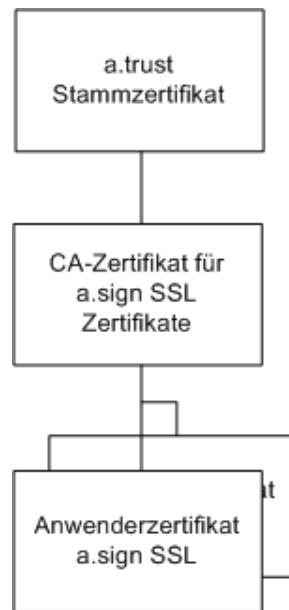 a.trust
Stammzertifikat
CA-Zertifikat für
a.sign SSL
Zertifikate
Anwenderzertifikat
a.sign SSL